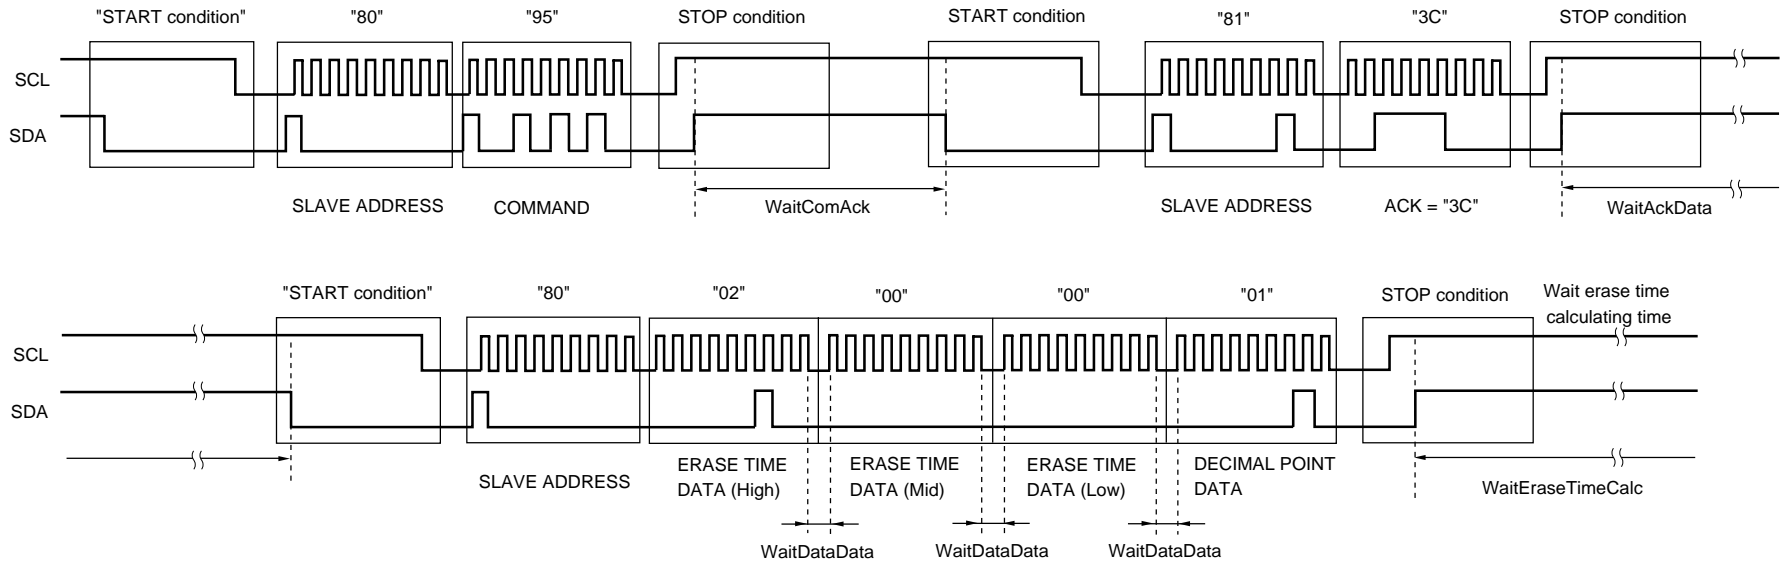 "START condition" "80" "95" STOP condition START condition "81" "3C" STOP condition
SCL
SDA
SLAVE ADDRESS COMMAND WaitComAck SLAVE ADDRESS ACK = "3C" WaitAckData
"START condition" "80" "02" "00" "00" "01" STOP condition Wait erase time
calculating time
SCL
SDA
SLAVE ADDRESS
ERASE TIME
DATA (High)
ERASE TIME
DATA (Mid)
ERASE TIME
DATA (Low)
DECIMAL POINT
DATA
WaitEraseTimeCalc
WaitDataData WaitDataData WaitDataData